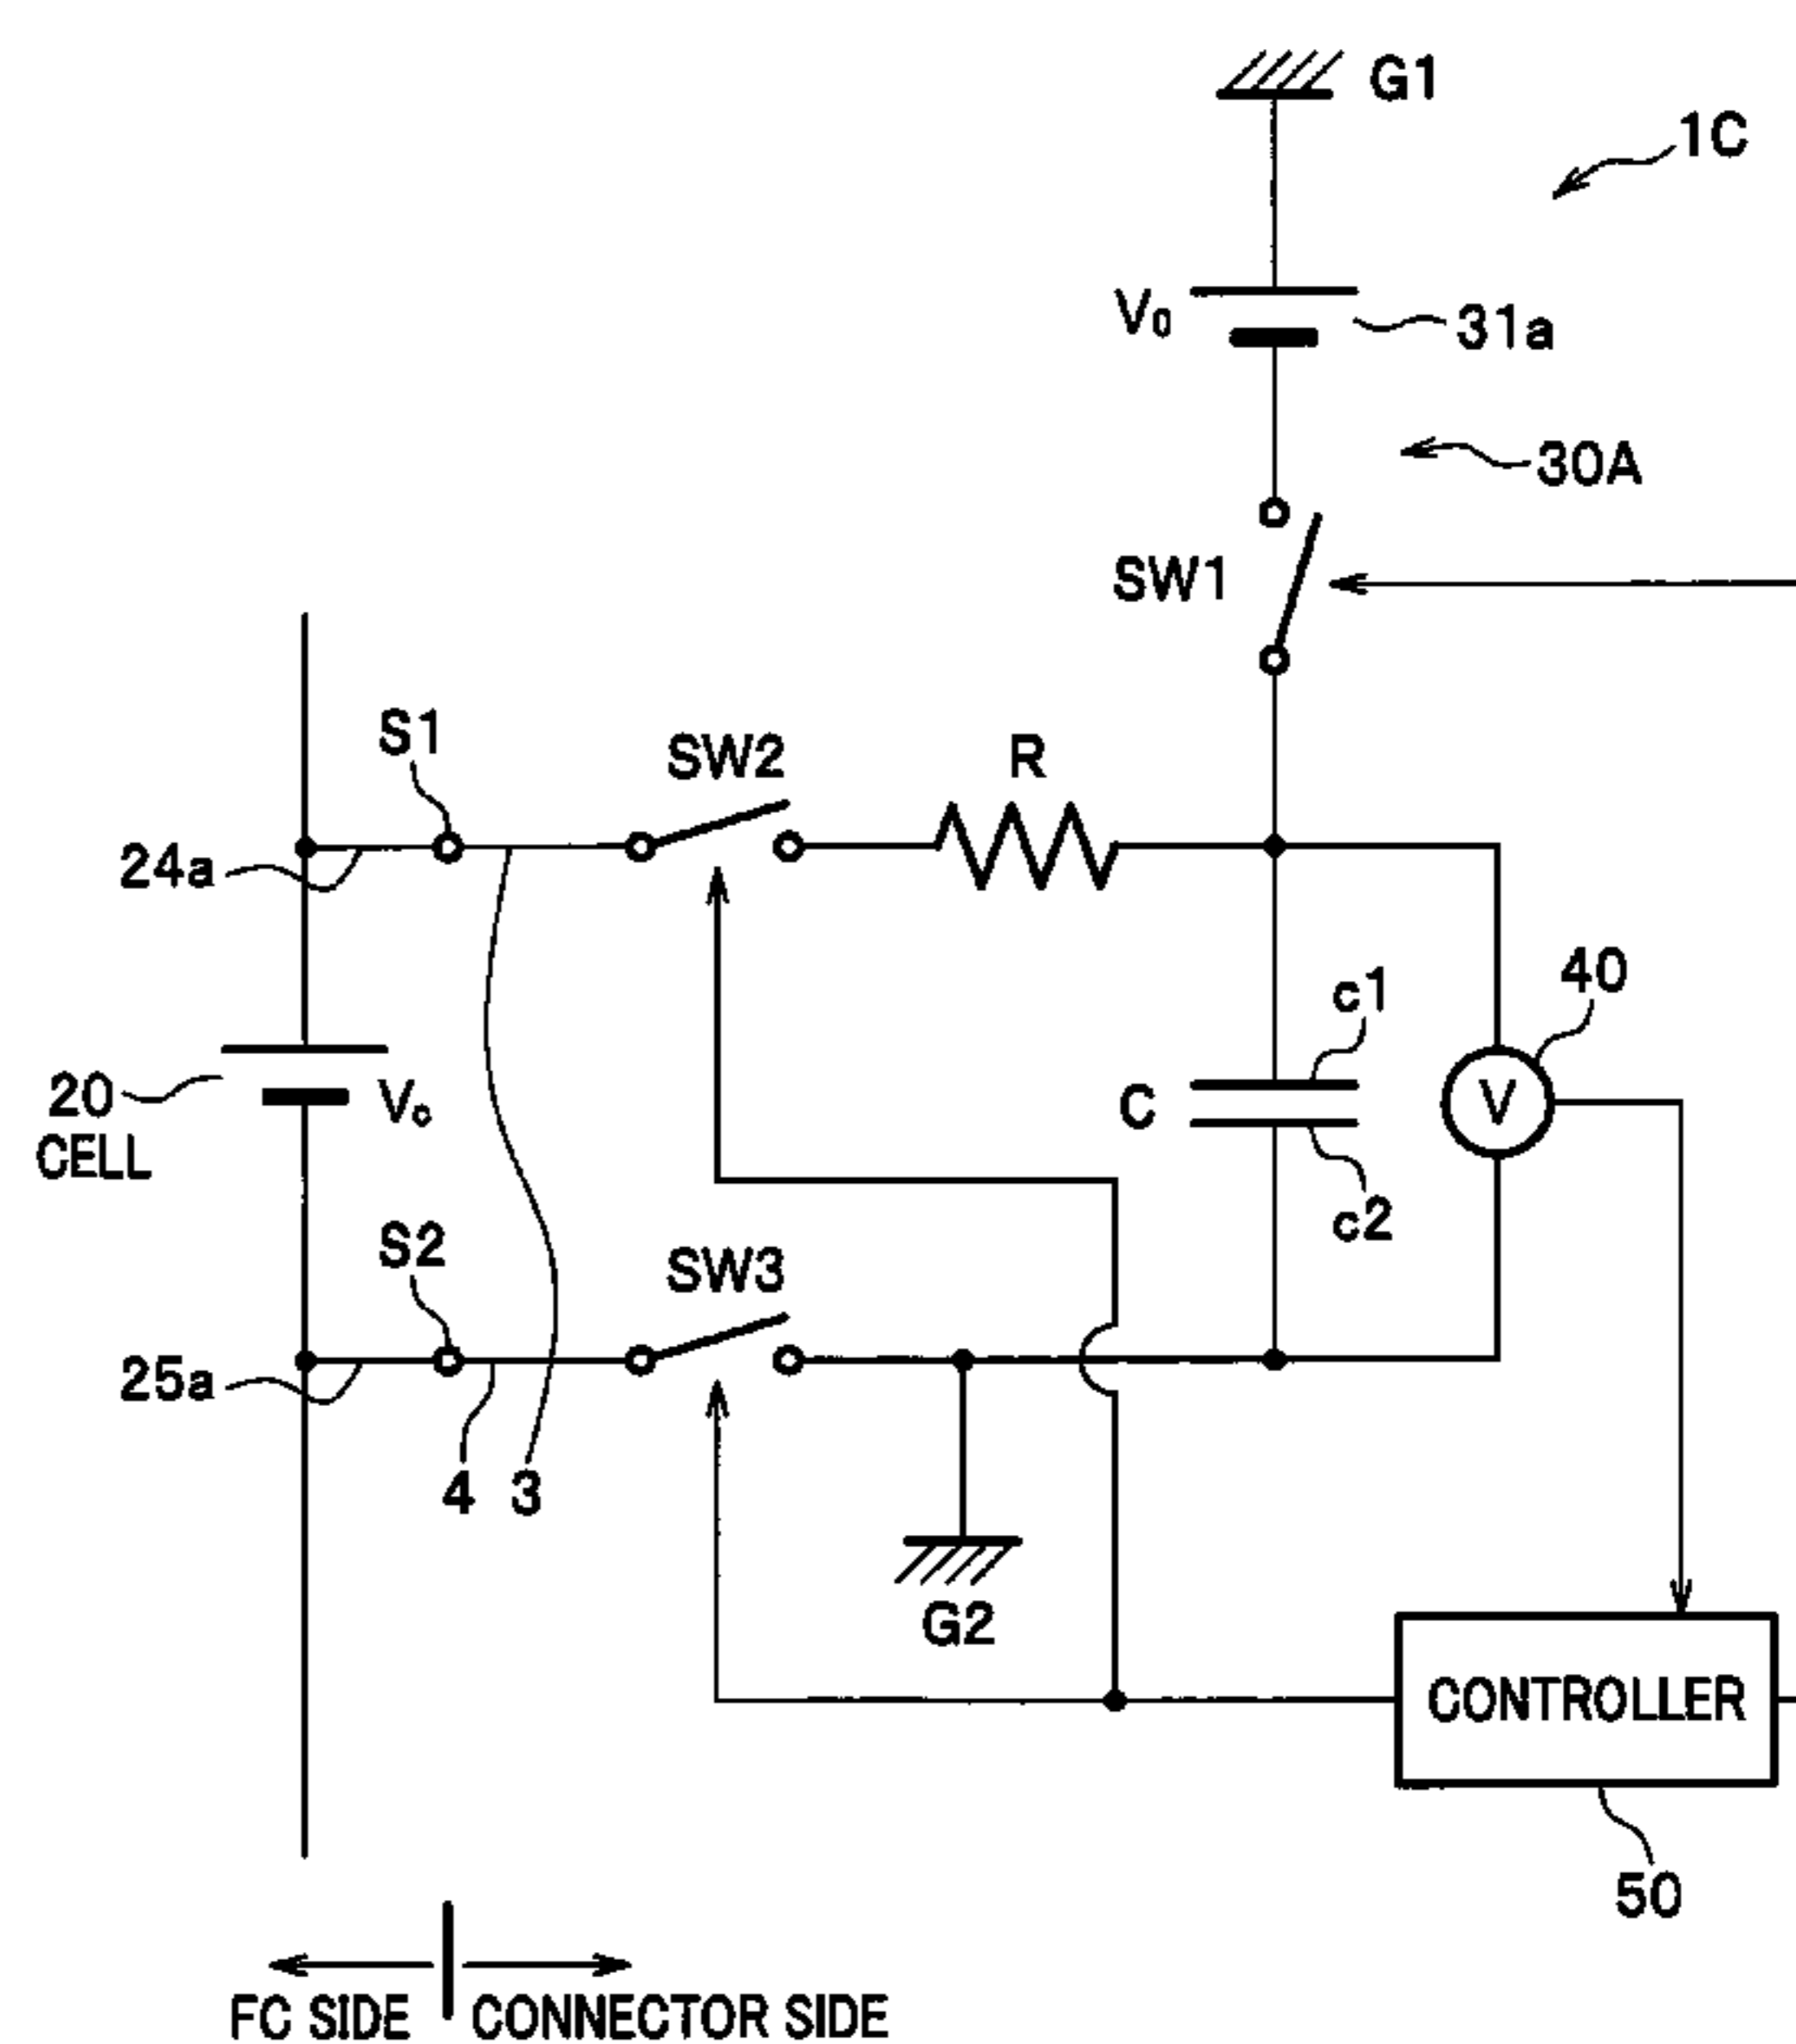 G1
1C
V0
31a
30A
SW1
S1
SW2
R
24a
c1
40
C
V
20
CELL
Vo
c2
S2
SW3
25a
4
3
G2
CONTROLLER
50
FC SIDE
CONNECTOR SIDE